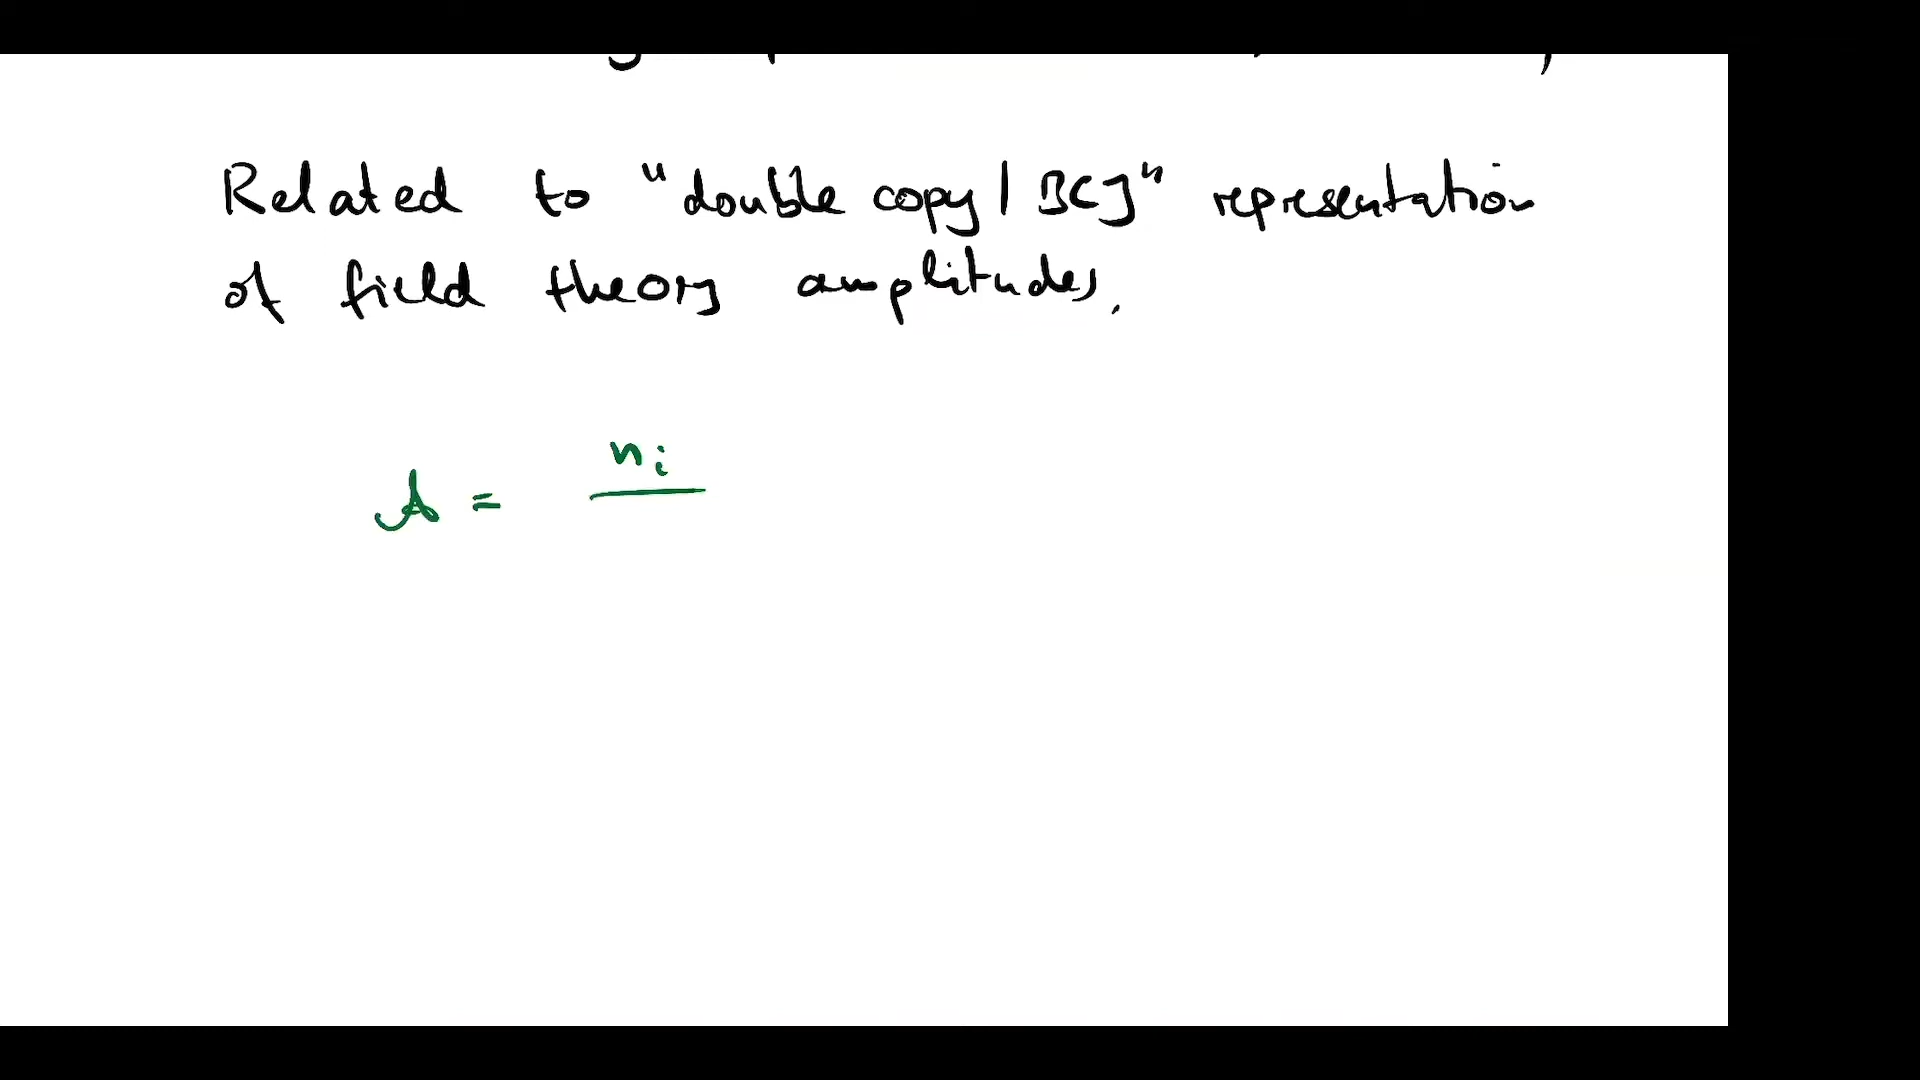 Related to "double copy / BCJ" representation
of field theory amplitudes.
n_i
A = ―